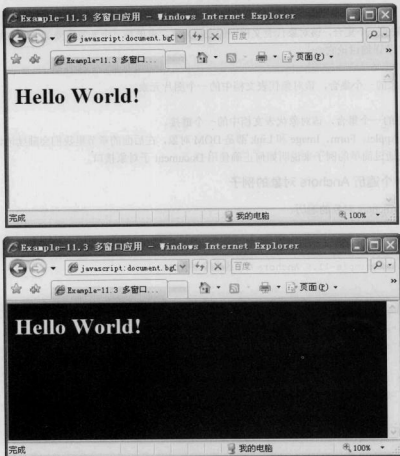 Example-11.3 多窗口应用 - Windows Internet Explorer
javascript:document.bgC
百度
Example-11.3 多窗口...
页面(P)
Hello World!
完成
我的电脑
100%
Example-11.3 多窗口应用 - Windows Internet Explorer
javascript:document.bgC
百度
Example-11.3 多窗口...
页面(P)
Hello World!
完成
我的电脑
100%